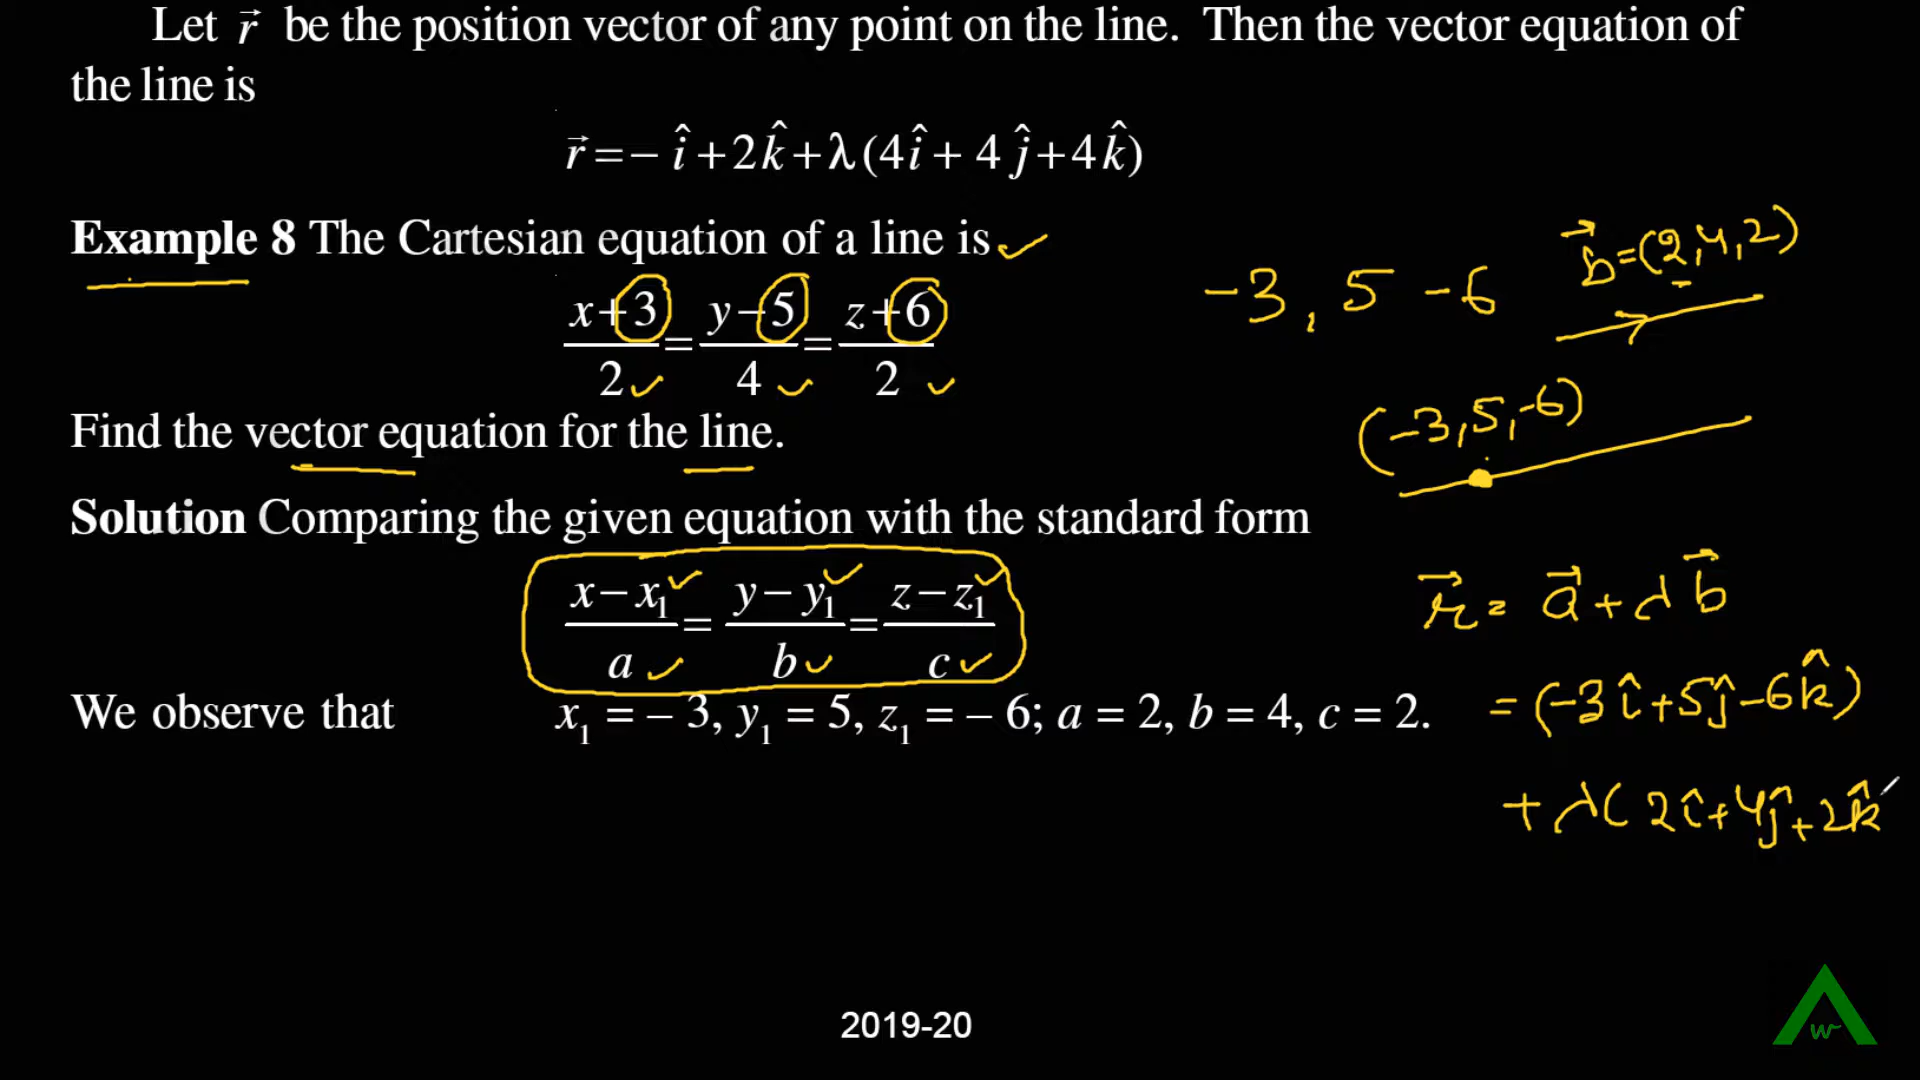 Let r⃗ be the position vector of any point on the line. Then the vector equation of
the line is
r⃗ = – î + 2k̂ + λ (4î + 4ĵ + 4k̂)
Example 8 The Cartesian equation of a line is
x+3/2 = y–5/4 = z+6/2
-3, 5 -6
b⃗ = (2,4,2)
Find the vector equation for the line.
(-3,5,-6)
Solution Comparing the given equation with the standard form
x – x₁/a = y – y₁/b = z – z₁/c
r⃗ = a⃗ + λ b⃗
We observe that x₁ = – 3, y₁ = 5, z₁ = – 6; a = 2, b = 4, c = 2.
= (-3î+5ĵ-6k̂)
+ λ( 2î+4ĵ+2k̂
2019-20
w